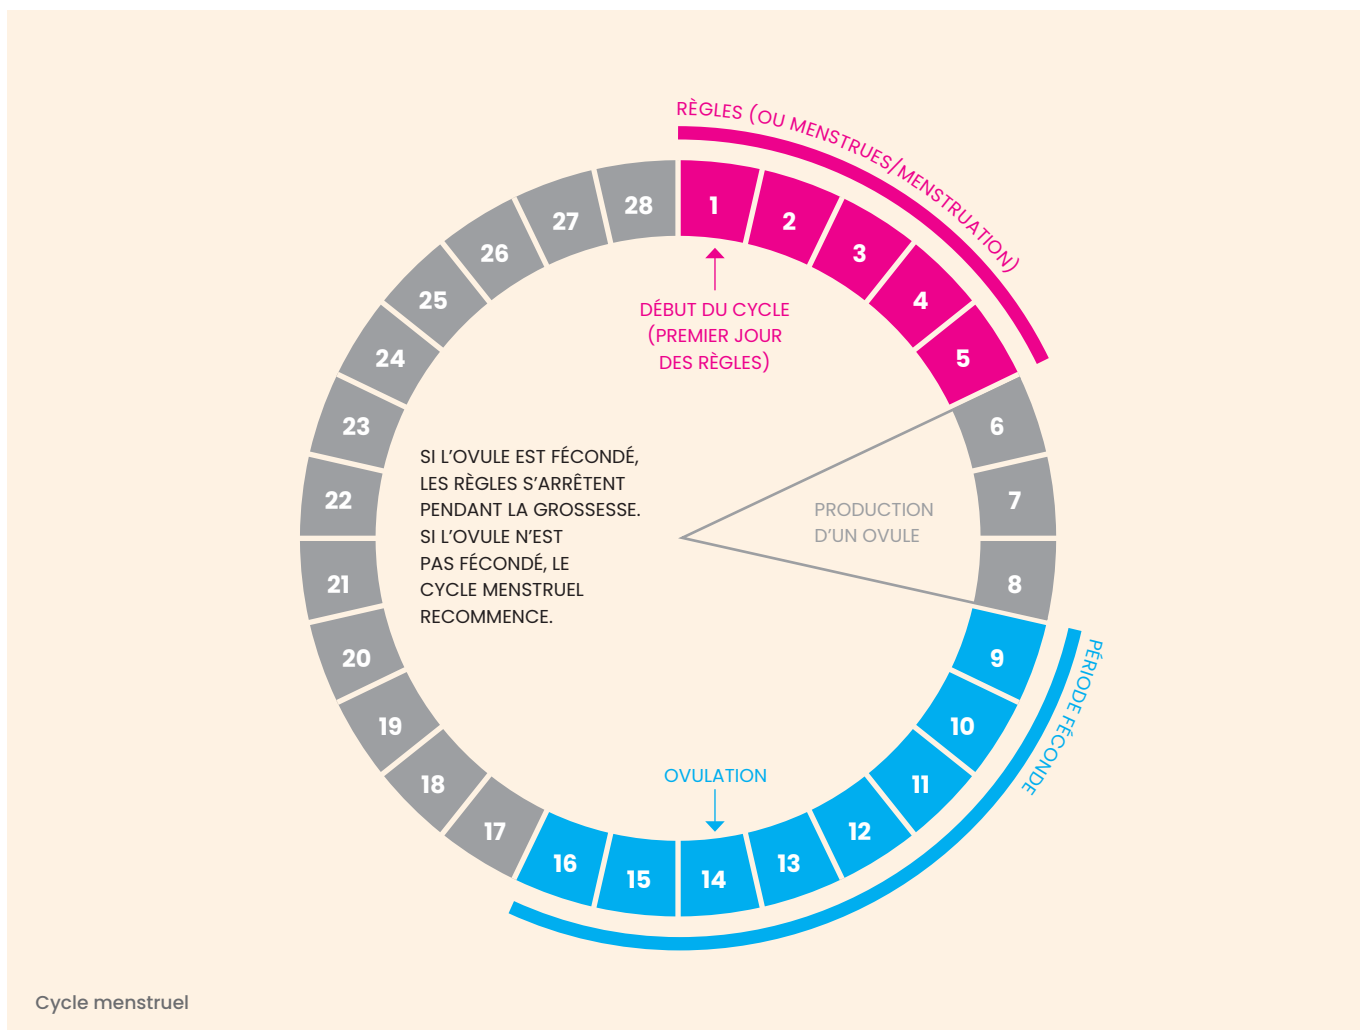 RÈGLES (OU MENSTRUES/MENSTRUATION)
1
2
3
4
5
6
7
8
9
10
11
12
13
14
15
16
17
18
19
20
21
22
23
24
25
26
27
28
DÉBUT DU CYCLE
(PREMIER JOUR
DES RÈGLES)
SI L’OVULE EST FÉCONDÉ,
LES RÈGLES S’ARRÊTENT
PENDANT LA GROSSESSE.
SI L’OVULE N’EST
PAS FÉCONDÉ, LE
CYCLE MENSTRUEL
RECOMMENCE.
PRODUCTION
D’UN OVULE
PÉRIODE FÉCONDE
OVULATION
Cycle menstruel